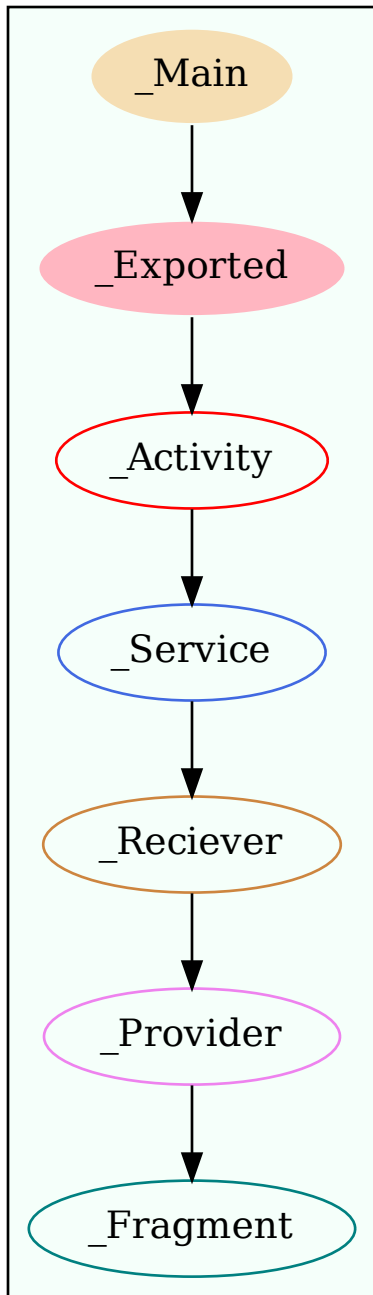 _Main
_Exported
_Activity
_Service
_Reciever
_Provider
_Fragment